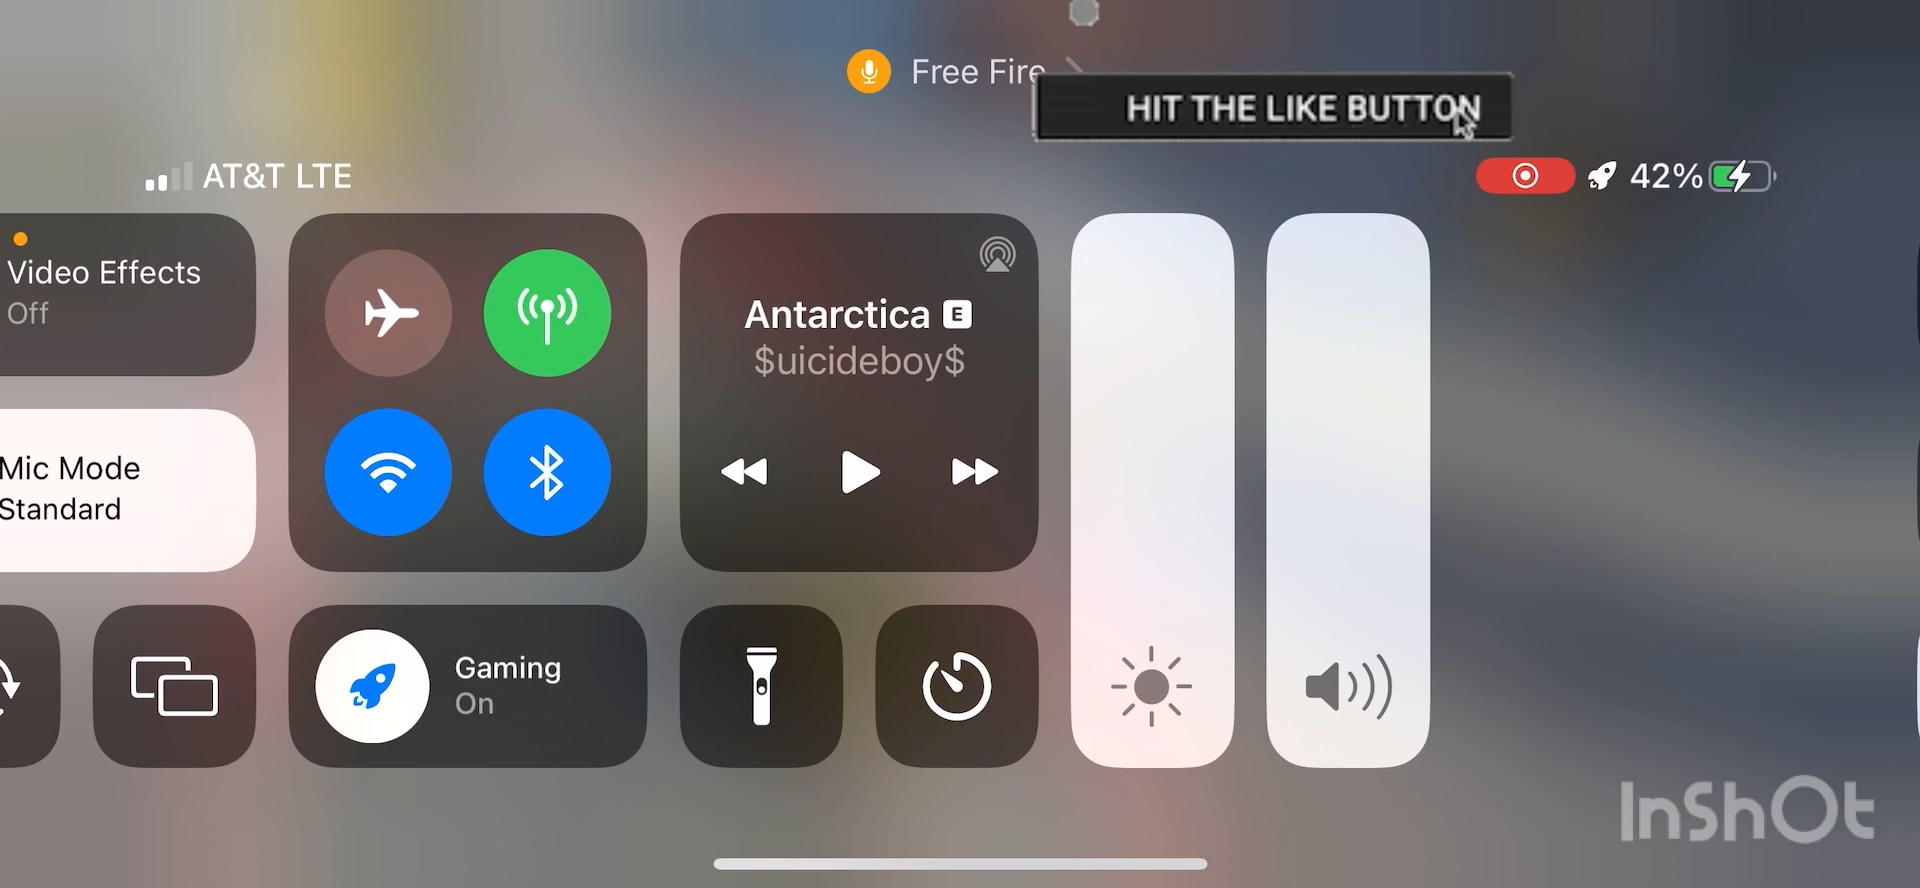 Free Fire
HIT THE LIKE BUTTON
AT&T LTE
42%
Video Effects
Off
Antarctica E
$uicideboy$
Mic Mode
Standard
Gaming
On
InShOt